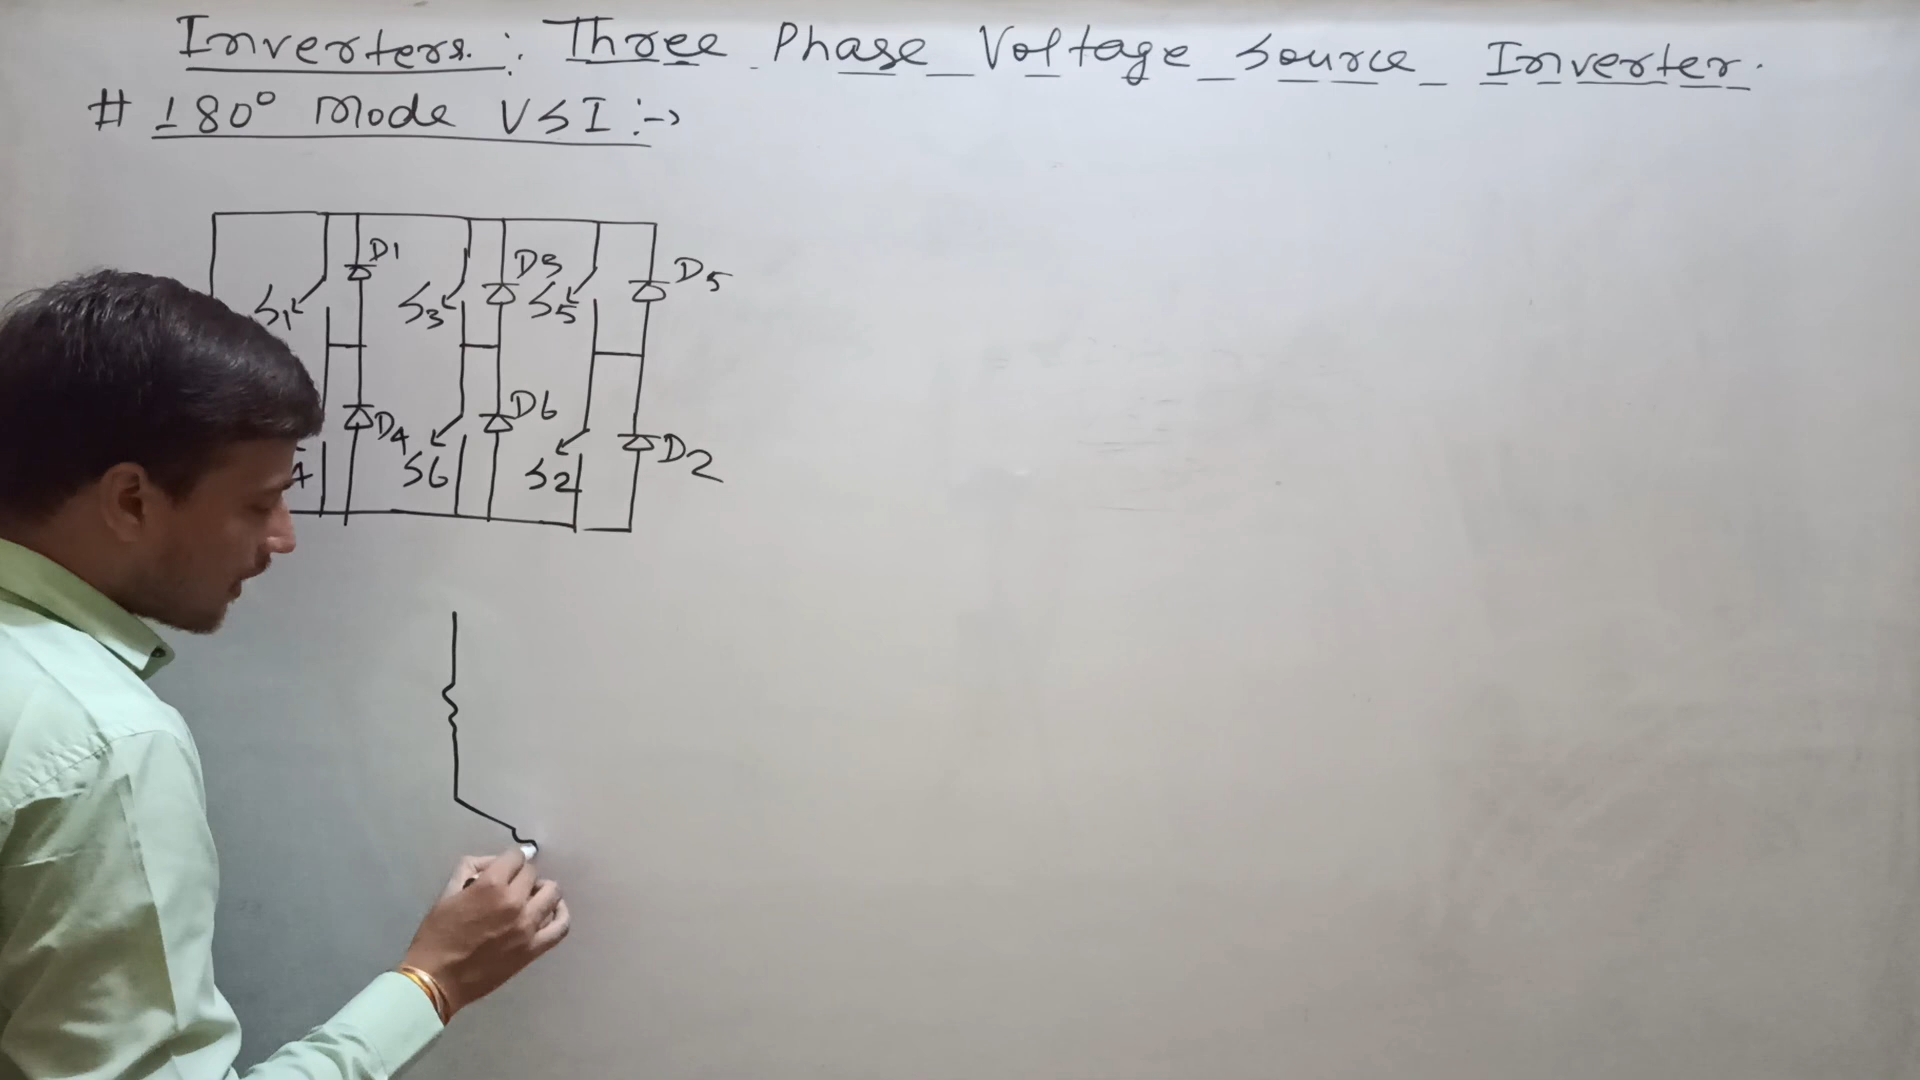 Inverters: Three Phase Voltage Source Inverter.
# 180° Mode VSI :->
D1 D3 D5
S1 S3 S5
D4 D6 D2
4 S6 S2